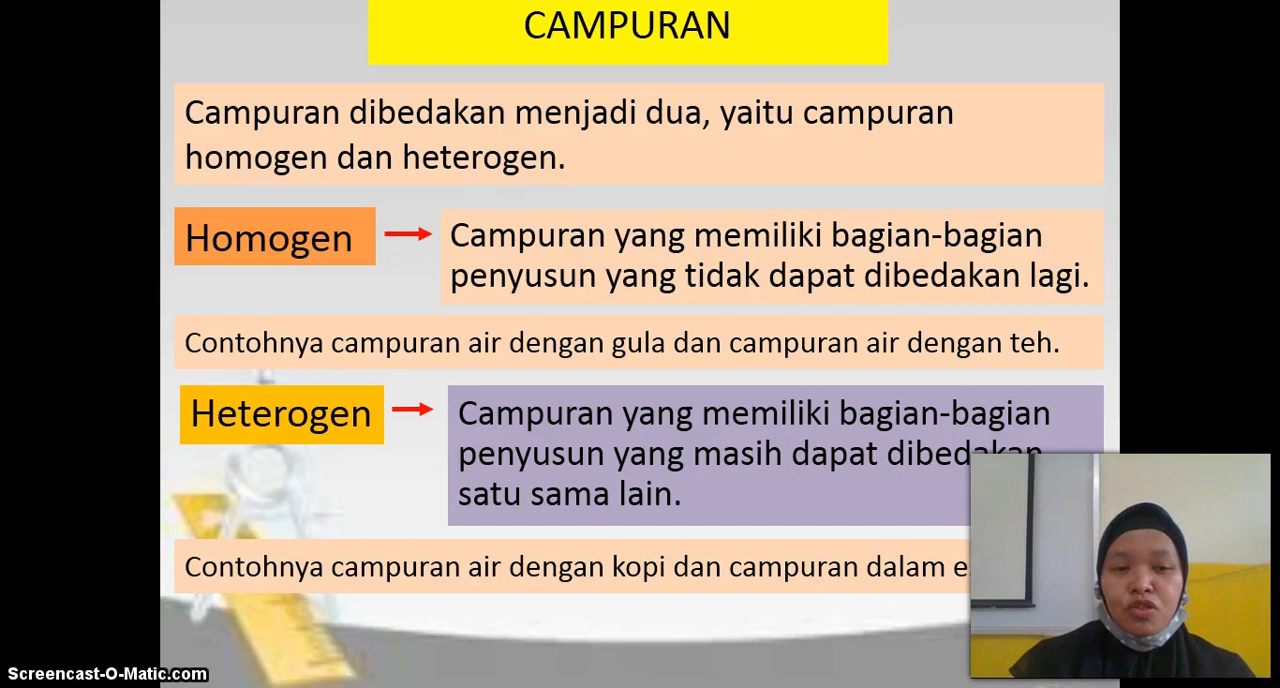 CAMPURAN
Campuran dibedakan menjadi dua, yaitu campuran
homogen dan heterogen.
Homogen
Campuran yang memiliki bagian-bagian
penyusun yang tidak dapat dibedakan lagi.
Contohnya campuran air dengan gula dan campuran air dengan teh.
Heterogen
Campuran yang memiliki bagian-bagian
penyusun yang masih dapat dibedakan
satu sama lain.
Contohnya campuran air dengan kopi dan campuran dalam
Screencast-O-Matic.com